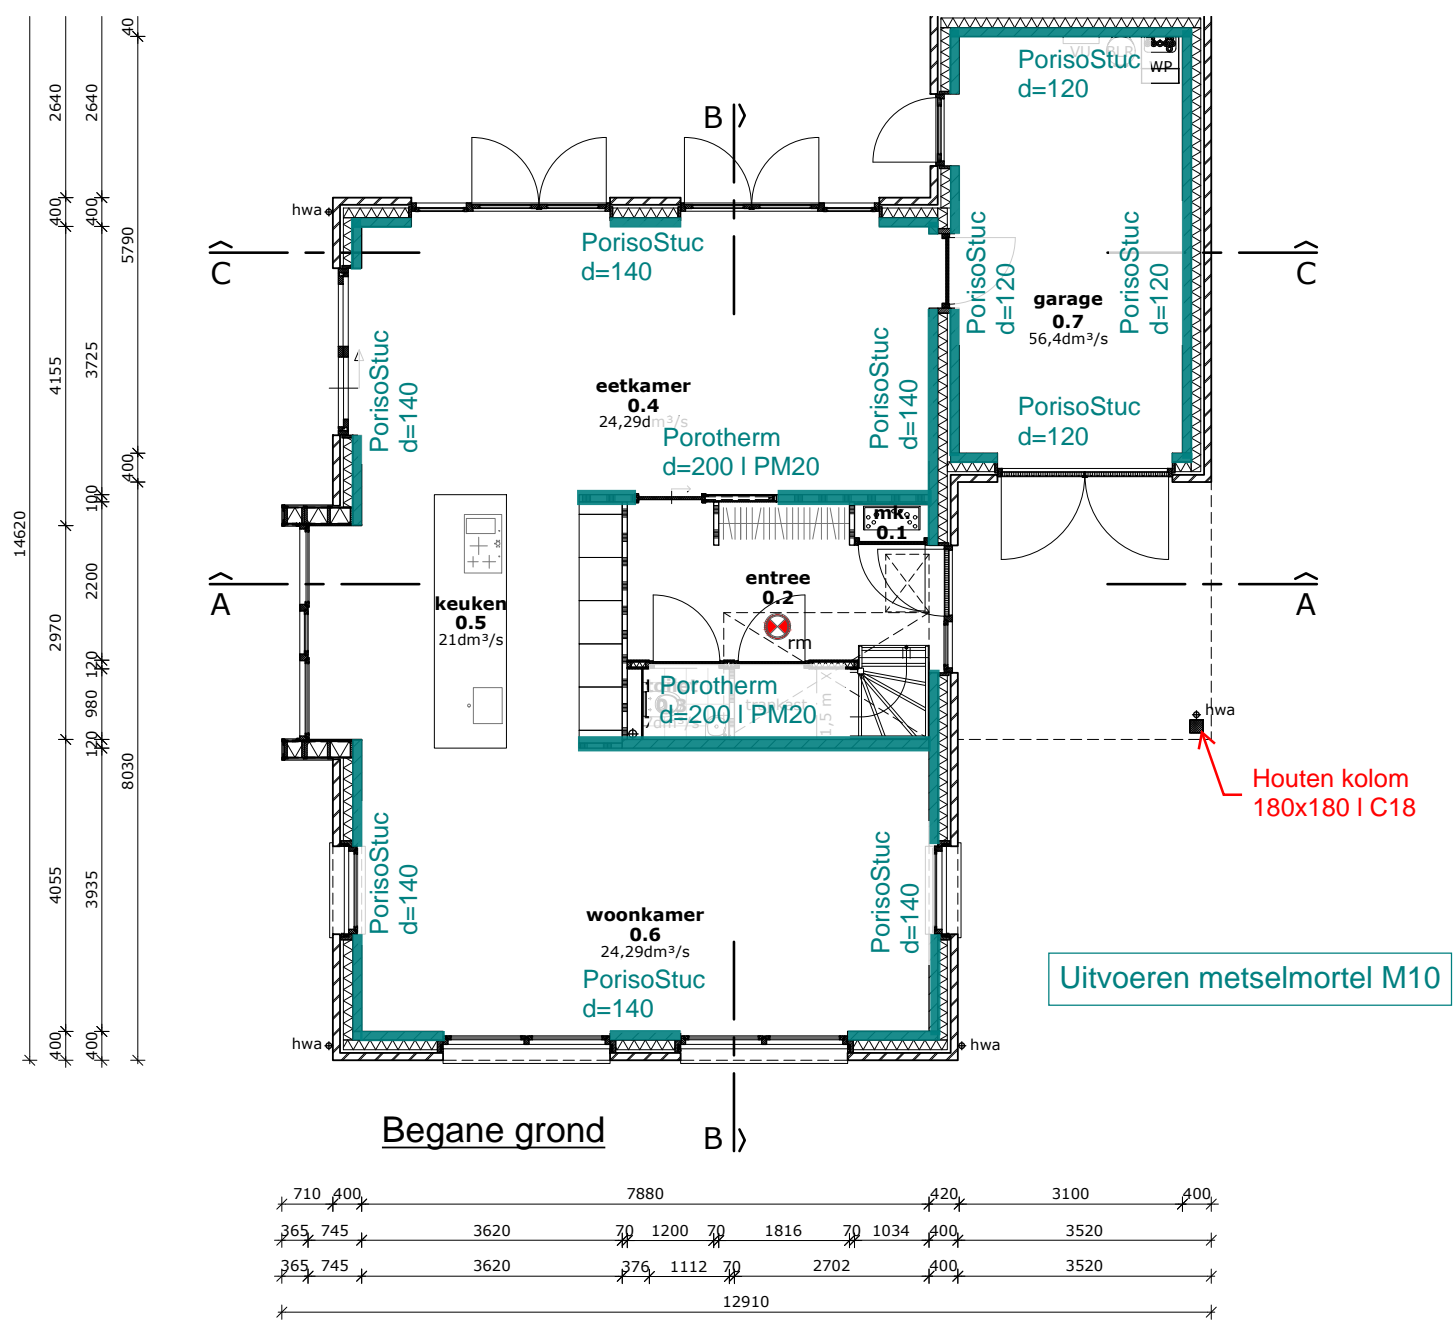 40
2640
2640
B
VU
BLR
WP
PorisoStuc
d=120
hwa
400
400
5790
C
C
PorisoStuc
d=140
PorisoStuc
d=120
PorisoStuc
d=120
garage
0.7
56,4dm³/s
4155
3725
PorisoStuc
d=140
eetkamer
0.4
24,29dm³/s
PorisoStuc
d=140
PorisoStuc
d=120
Porotherm
d=200 I PM20
400
100
14620
mk.
0.1
A
A
2200
keuken
0.5
21dm³/s
entree
0.2
rm
2970
120
Porotherm
d=200 I PM20
980
120
hwa
Houten kolom
180x180 I C18
8030
4055
3935
PorisoStuc
d=140
PorisoStuc
d=140
woonkamer
0.6
24,29dm³/s
PorisoStuc
d=140
Uitvoeren metselmortel M10
400
400
hwa
hwa
Begane grond
B
710 400 7880 420 3100 400
365 745 3620 70 1200 70 1816 70 1034 400 3520
365 745 3620 376 1112 70 2702 400 3520
12910